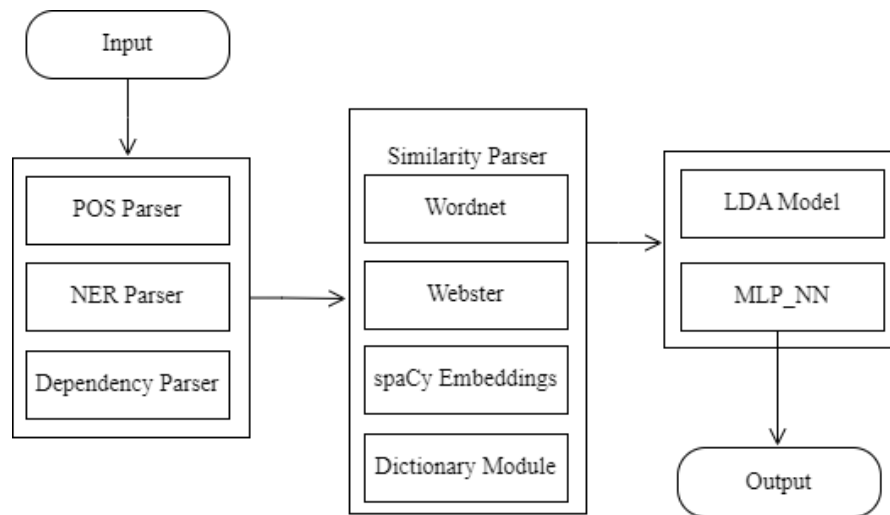 Input
POS Parser
NER Parser
Dependency Parser
Similarity Parser
Wordnet
Webster
spaCy Embeddings
Dictionary Module
LDA Model
MLP_NN
Output